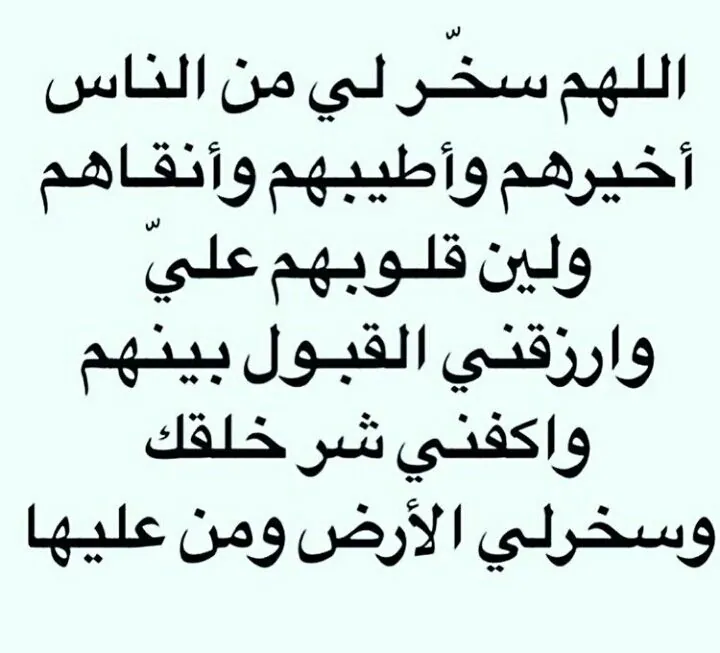 اللهم سخّر لي من الناس
أخيرهم وأطيبهم وأنقاهم
ولين قلوبهم عليّ
وارزقني القبول بينهم
واكفني شر خلقك
وسخرلي الأرض ومن عليها